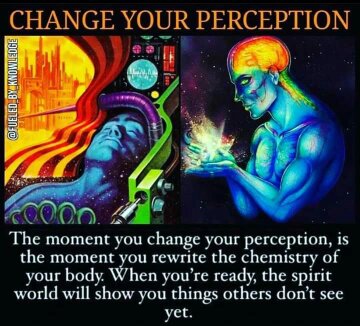 CHANGE YOUR PERCEPTION
@FUELED_BY_KNOWLEDGE
The moment you change your perception, is
the moment you rewrite the chemistry of
your body. When you're ready, the spirit
world will show you things others don't see
yet.